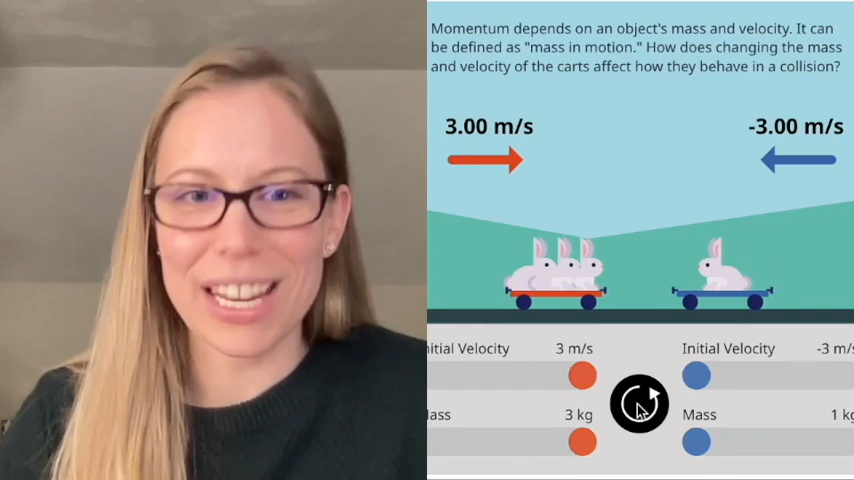 Momentum depends on an object's mass and velocity. It can
be defined as "mass in motion." How does changing the mass
and velocity of the carts affect how they behave in a collision?
3.00 m/s
-3.00 m/s
nitial Velocity 3 m/s
Initial Velocity -3 m/s
Mass 3 kg
Mass 1 kg